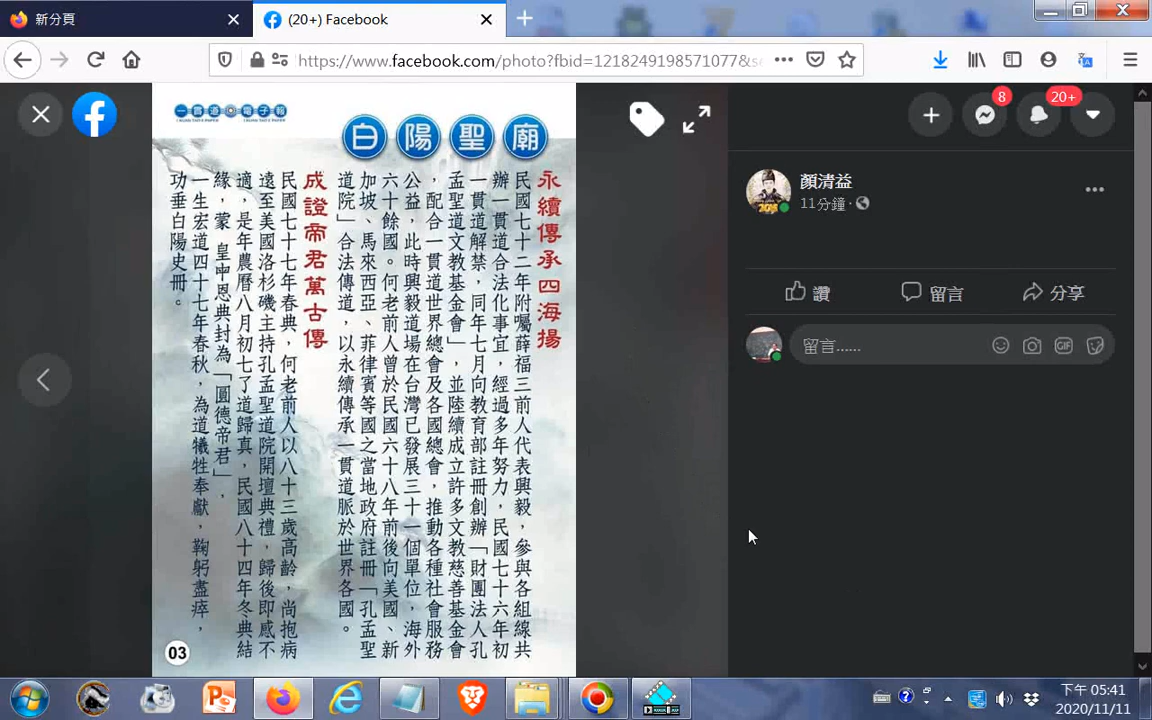 新分頁
(20+) Facebook
https://www.facebook.com/photo?fbid=1218249198571077&s
一貫道電子報
I KUAN TAO E-PAPER
白陽聖廟
永續傳承四海揚
民國七十二年附囑薛福三前人代表興毅，參與各組線共
辦一貫道合法化事宜，經過多年努力，民國七十六年初
一貫道解禁，同年七月向教育部註冊創辦「財團法人孔
孟聖道文教基金會」，並陸續成立許多文教慈善基金會
，配合一貫道世界總會及各國總會，推動各種社會服務
公益，此時興毅道場在台灣已發展三十一個單位，海外
六十餘國。何老前人曾於民國六十八年前後向美國、新
加坡、馬來西亞、菲律賓等國之當地政府註冊「孔孟聖
道院」合法傳道，以永續傳承一貫道脈於世界各國。
成證帝君萬古傳
民國七十七年春典，何老前人以八十三歲高齡，尚抱病
遠至美國洛杉磯主持孔孟聖道院開壇典禮，歸後即感不
適，是年農曆八月初七了道歸真，民國八十四年冬典結
緣，蒙 皇申恩典封為「圓德帝君」，
一生宏道四十七年春秋，為道犧牲奉獻，鞠躬盡瘁，
功垂白陽史冊。
03
8
20+
顏清益
11分鐘
讚
留言
分享
留言......
GIF
下午 05:41
2020/11/11